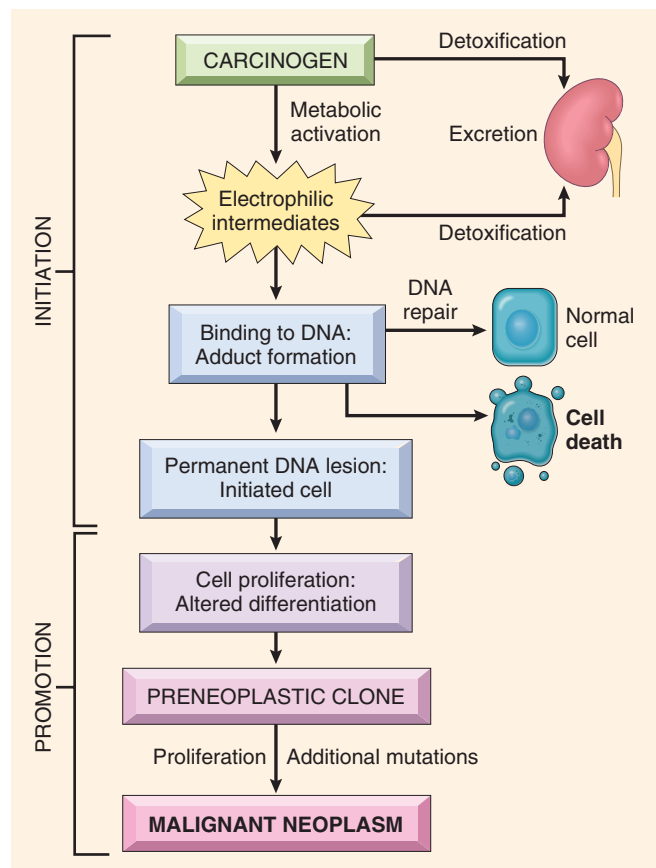 INITIATION
CARCINOGEN
Detoxification
Metabolic
activation
Excretion
Electrophilic
intermediates
Detoxification
Binding to DNA:
Adduct formation
DNA
repair
Normal
cell
Cell
death
Permanent DNA lesion:
Initiated cell
PROMOTION
Cell proliferation:
Altered differentiation
PRENEOPLASTIC CLONE
Proliferation
Additional mutations
MALIGNANT NEOPLASM